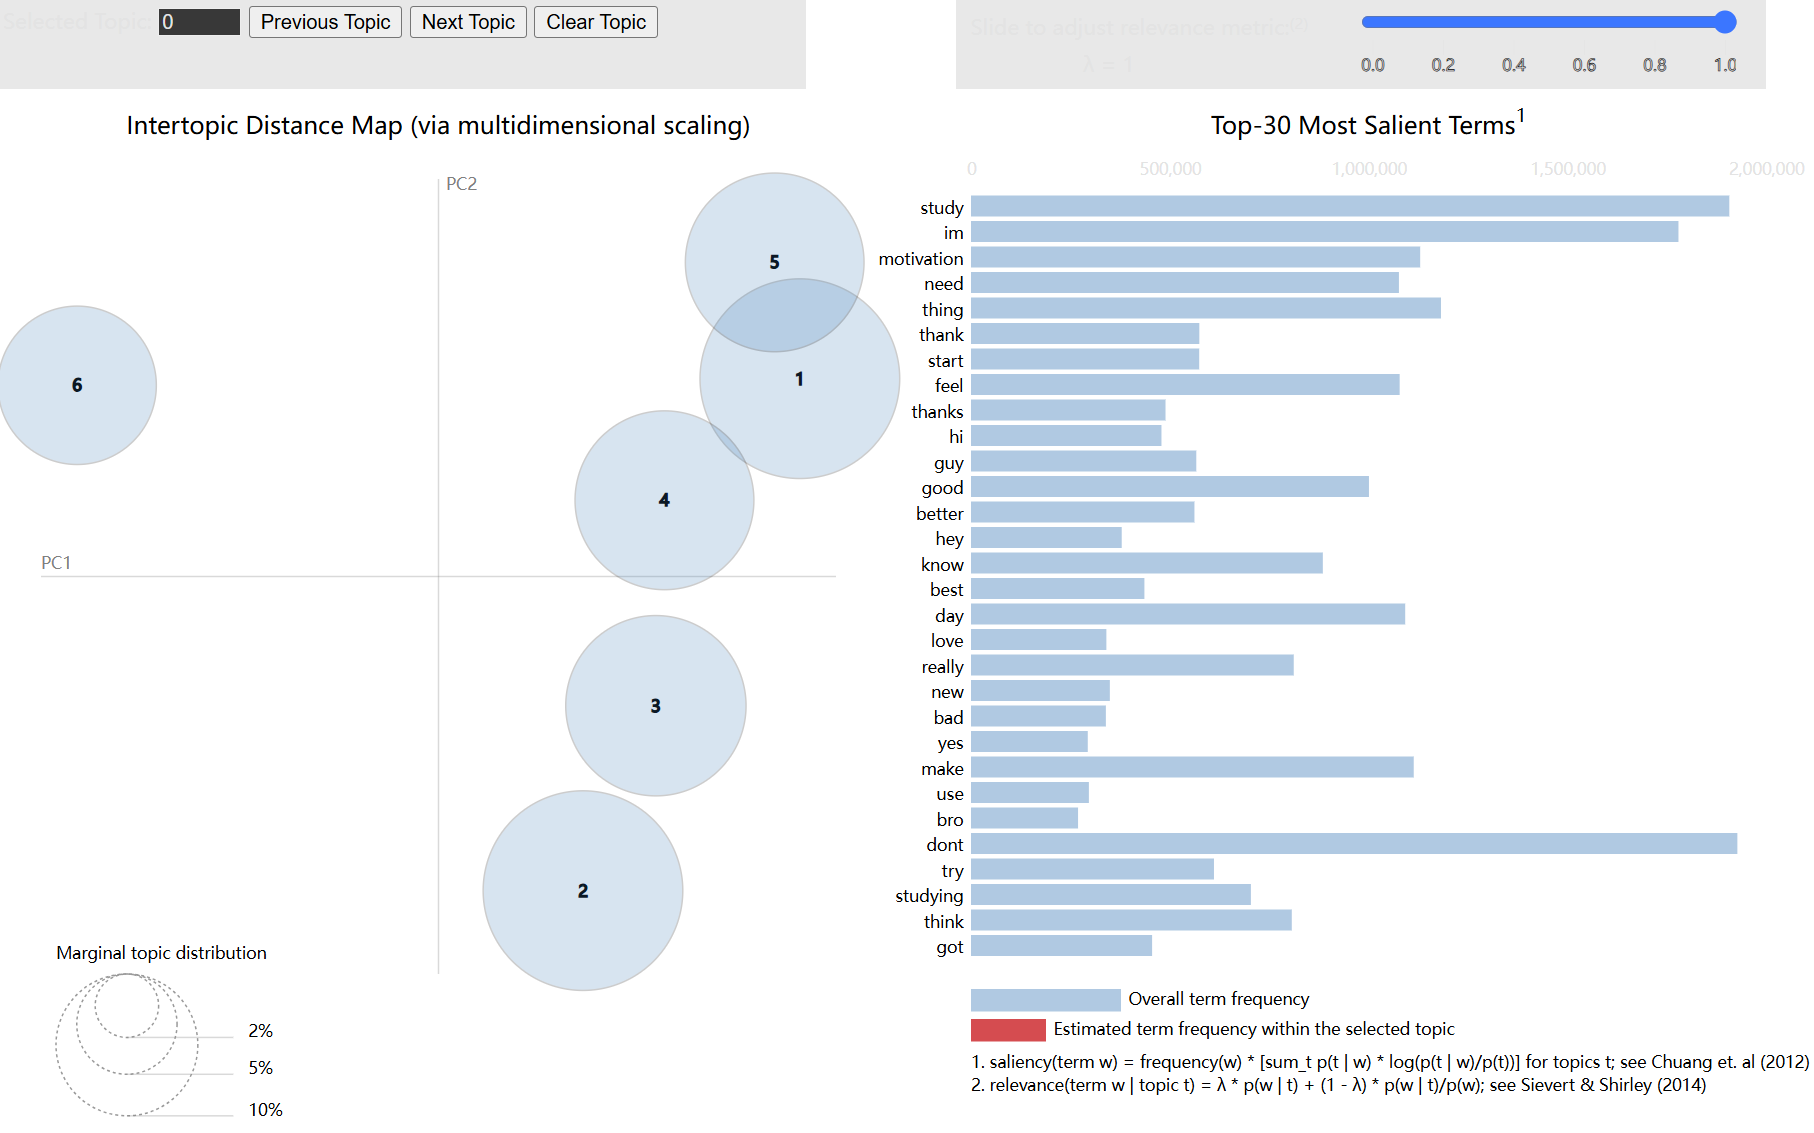 Selected Topic: 0 Previous Topic Next Topic Clear Topic
Slide to adjust relevance metric:(2)
λ = 1
0.0 0.2 0.4 0.6 0.8 1.0
Intertopic Distance Map (via multidimensional scaling)
PC2
PC1
5
1
6
4
3
2
Marginal topic distribution
2%
5%
10%
Top-30 Most Salient Terms1
0 500,000 1,000,000 1,500,000 2,000,000
study
im
motivation
need
thing
thank
start
feel
thanks
hi
guy
good
better
hey
know
best
day
love
really
new
bad
yes
make
use
bro
dont
try
studying
think
got
Overall term frequency
Estimated term frequency within the selected topic
1. saliency(term w) = frequency(w) * [sum_t p(t | w) * log(p(t | w)/p(t))] for topics t; see Chuang et. al (2012)
2. relevance(term w | topic t) = λ * p(w | t) + (1 - λ) * p(w | t)/p(w); see Sievert & Shirley (2014)